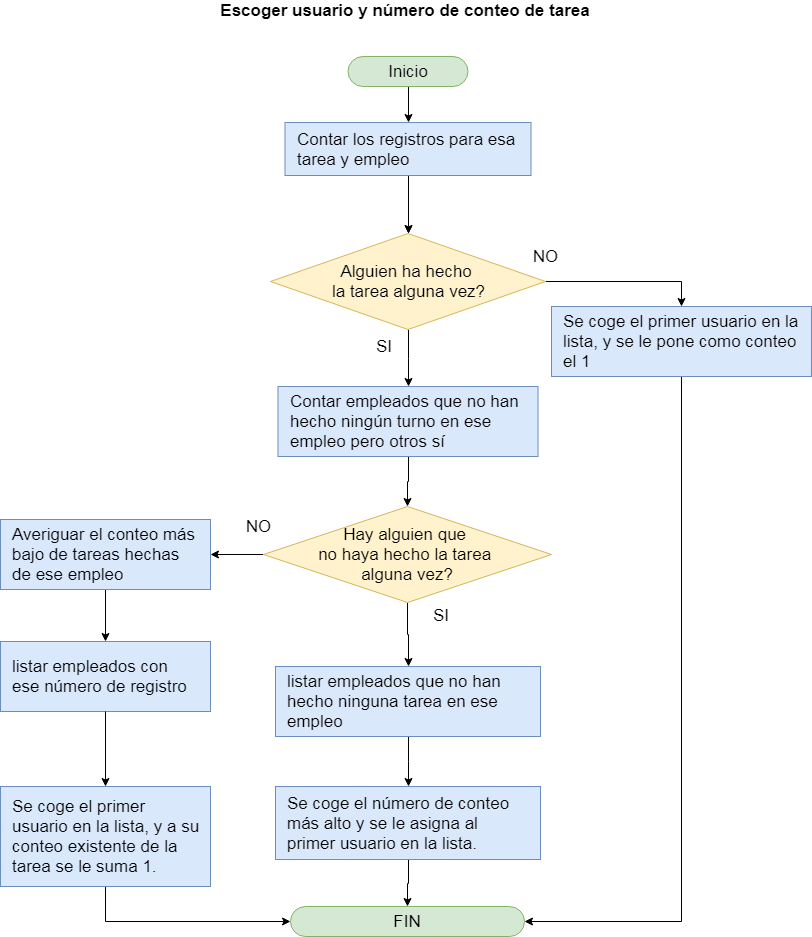 Escoger usuario y número de conteo de tarea
Inicio
Contar los registros para esa
tarea y empleo
Alguien ha hecho
la tarea alguna vez?
NO
Se coge el primer usuario en la
lista, y se le pone como conteo
el 1
SI
Contar empleados que no han
hecho ningún turno en ese
empleo pero otros sí
Hay alguien que
no haya hecho la tarea
alguna vez?
NO
Averiguar el conteo más
bajo de tareas hechas
de ese empleo
listar empleados con
ese número de registro
Se coge el primer
usuario en la lista, y a su
conteo existente de la
tarea se le suma 1.
SI
listar empleados que no han
hecho ninguna tarea en ese
empleo
Se coge el número de conteo
más alto y se le asigna al
primer usuario en la lista.
FIN